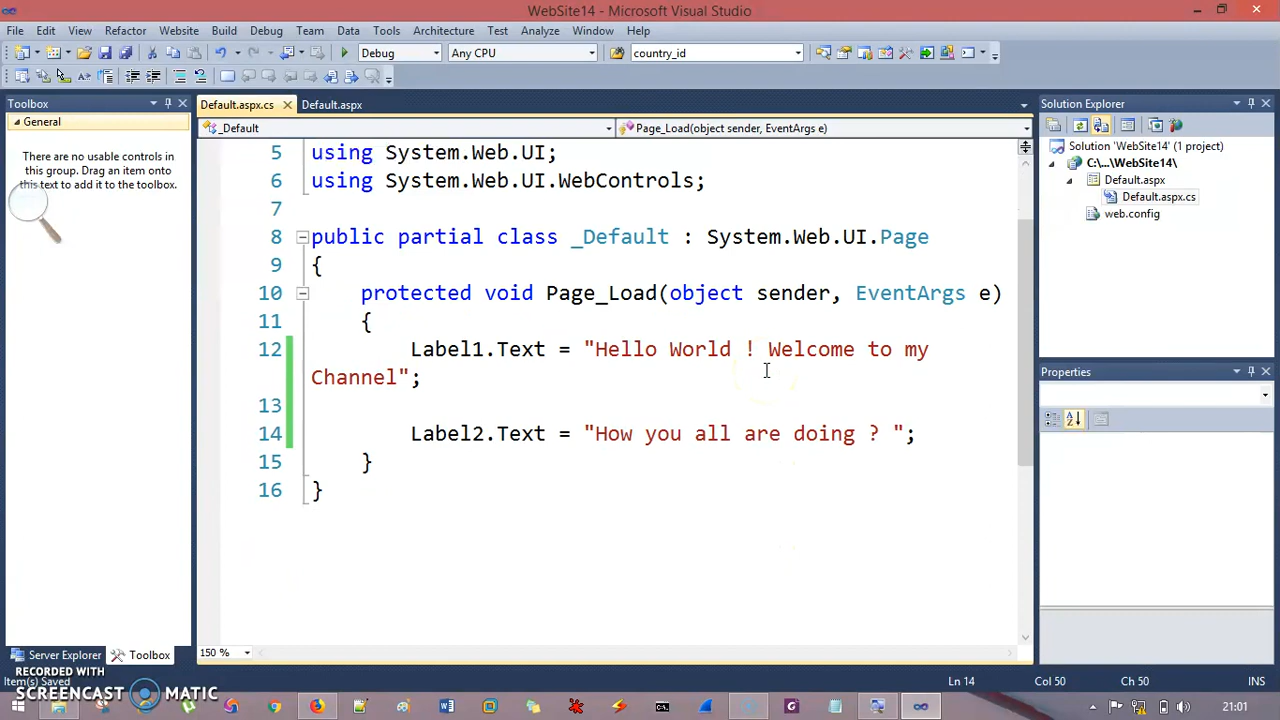 WebSite14 - Microsoft Visual Studio
File Edit View Refactor Website Build Debug Team Data Tools Architecture Test Analyze Window Help
Debug Any CPU country_id
Toolbox
General
There are no usable controls in
this group. Drag an item onto
this text to add it to the toolbox.
Server Explorer Toolbox
Default.aspx.cs Default.aspx
_Default Page_Load(object sender, EventArgs e)
5 using System.Web.UI;
6 using System.Web.UI.WebControls;
7
8 public partial class _Default : System.Web.UI.Page
9 {
10 protected void Page_Load(object sender, EventArgs e)
11 {
12 Label1.Text = "Hello World ! Welcome to my
Channel";
13
14 Label2.Text = "How you all are doing ? ";
15 }
16 }
150 %
Solution Explorer
Solution 'WebSite14' (1 project)
C:\...\WebSite14\
Default.aspx
Default.aspx.cs
web.config
Properties
RECORDED WITH
SCREENCAST MATIC
Item(s) Saved Ln 14 Col 50 Ch 50 INS
21:01